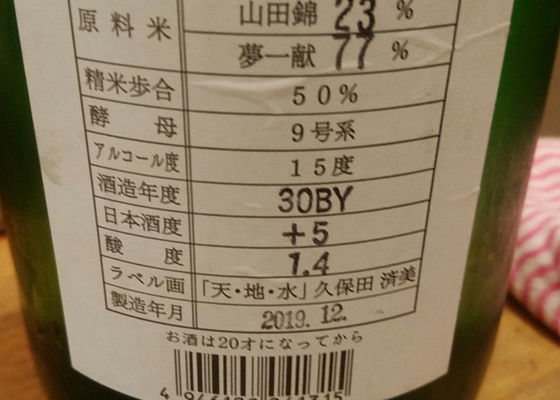 原料米 山田錦 23 %
夢一献 77 %
精米歩合 50%
酵母 9号系
アルコール度 15度
酒造年度 30BY
日本酒度 +5
酸度 1.4
ラベル画 「天・地・水」久保田 済美
製造年月 2019.12.
お酒は20才になってから